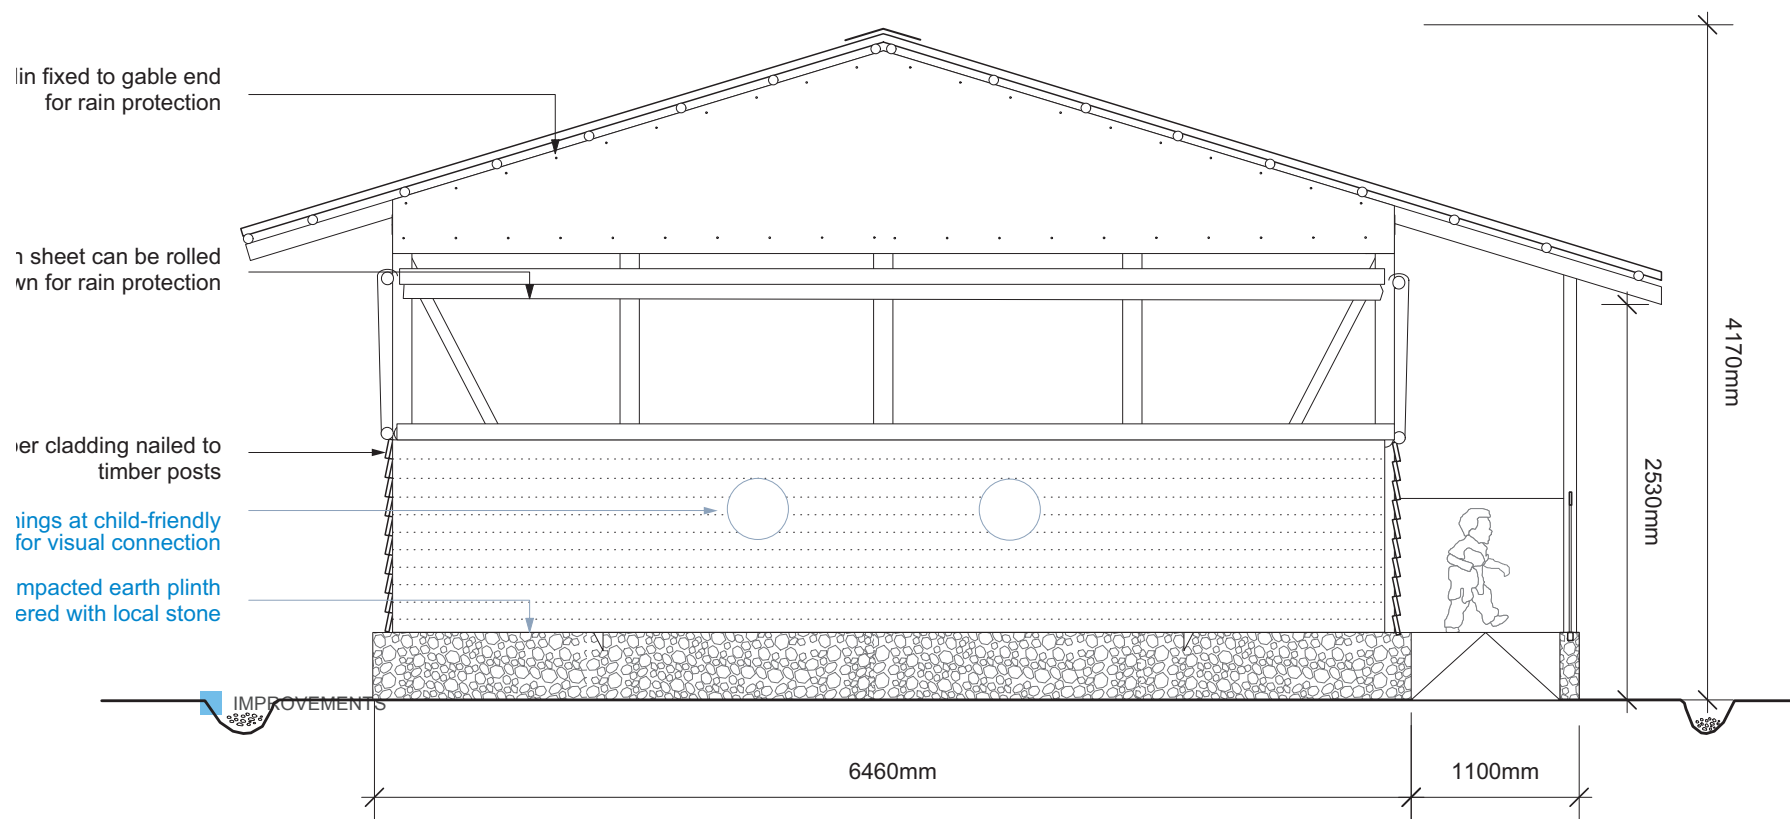 lin fixed to gable end
for rain protection
sheet can be rolled
wn for rain protection
er cladding nailed to
timber posts
nings at child-friendly
for visual connection
mpacted earth plinth
ered with local stone
IMPROVEMENTS
6460mm
1100mm
2530mm
4170mm